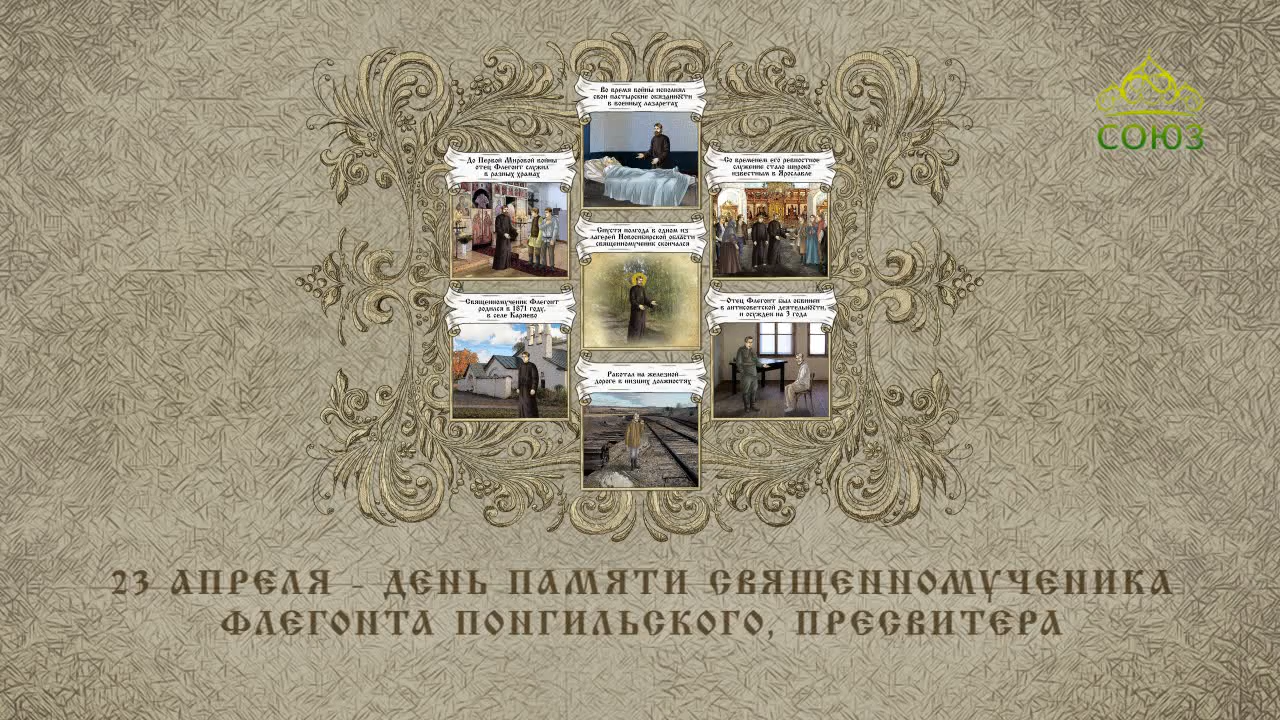 Во время войны исполнял
свои пастырские обязанности
в военных лазаретах
До Первой Мировой войны
отец Флегонт служил
в разных храмах
Со временем его ревностное
служение стало широко
известным в Ярославле
Спустя полгода в одном из
лагерей Новосибирской области
священномученик скончался
Священномученик Флегонт
родился в 1871 году,
в селе Каряево
Отец Флегонт был обвинен
в антисоветской деятельности,
и осужден на 3 года
Работал на железной
дороге в низших должностях
СОЮЗ
23 АПРЕЛЯ - ДЕНЬ ПАМЯТИ СВЯЩЕННОМУЧЕНИКА
ФЛЕГОНТА ПОНГИЛЬСКОГО, ПРЕСВИТЕРА